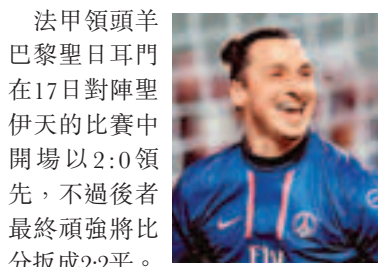 法甲領頭羊
巴黎聖日耳門
在17日對陣聖
伊天的比賽中
開場以2:0領
先，不過後者
最終頑強將比
分扳成2:2平。
Fly